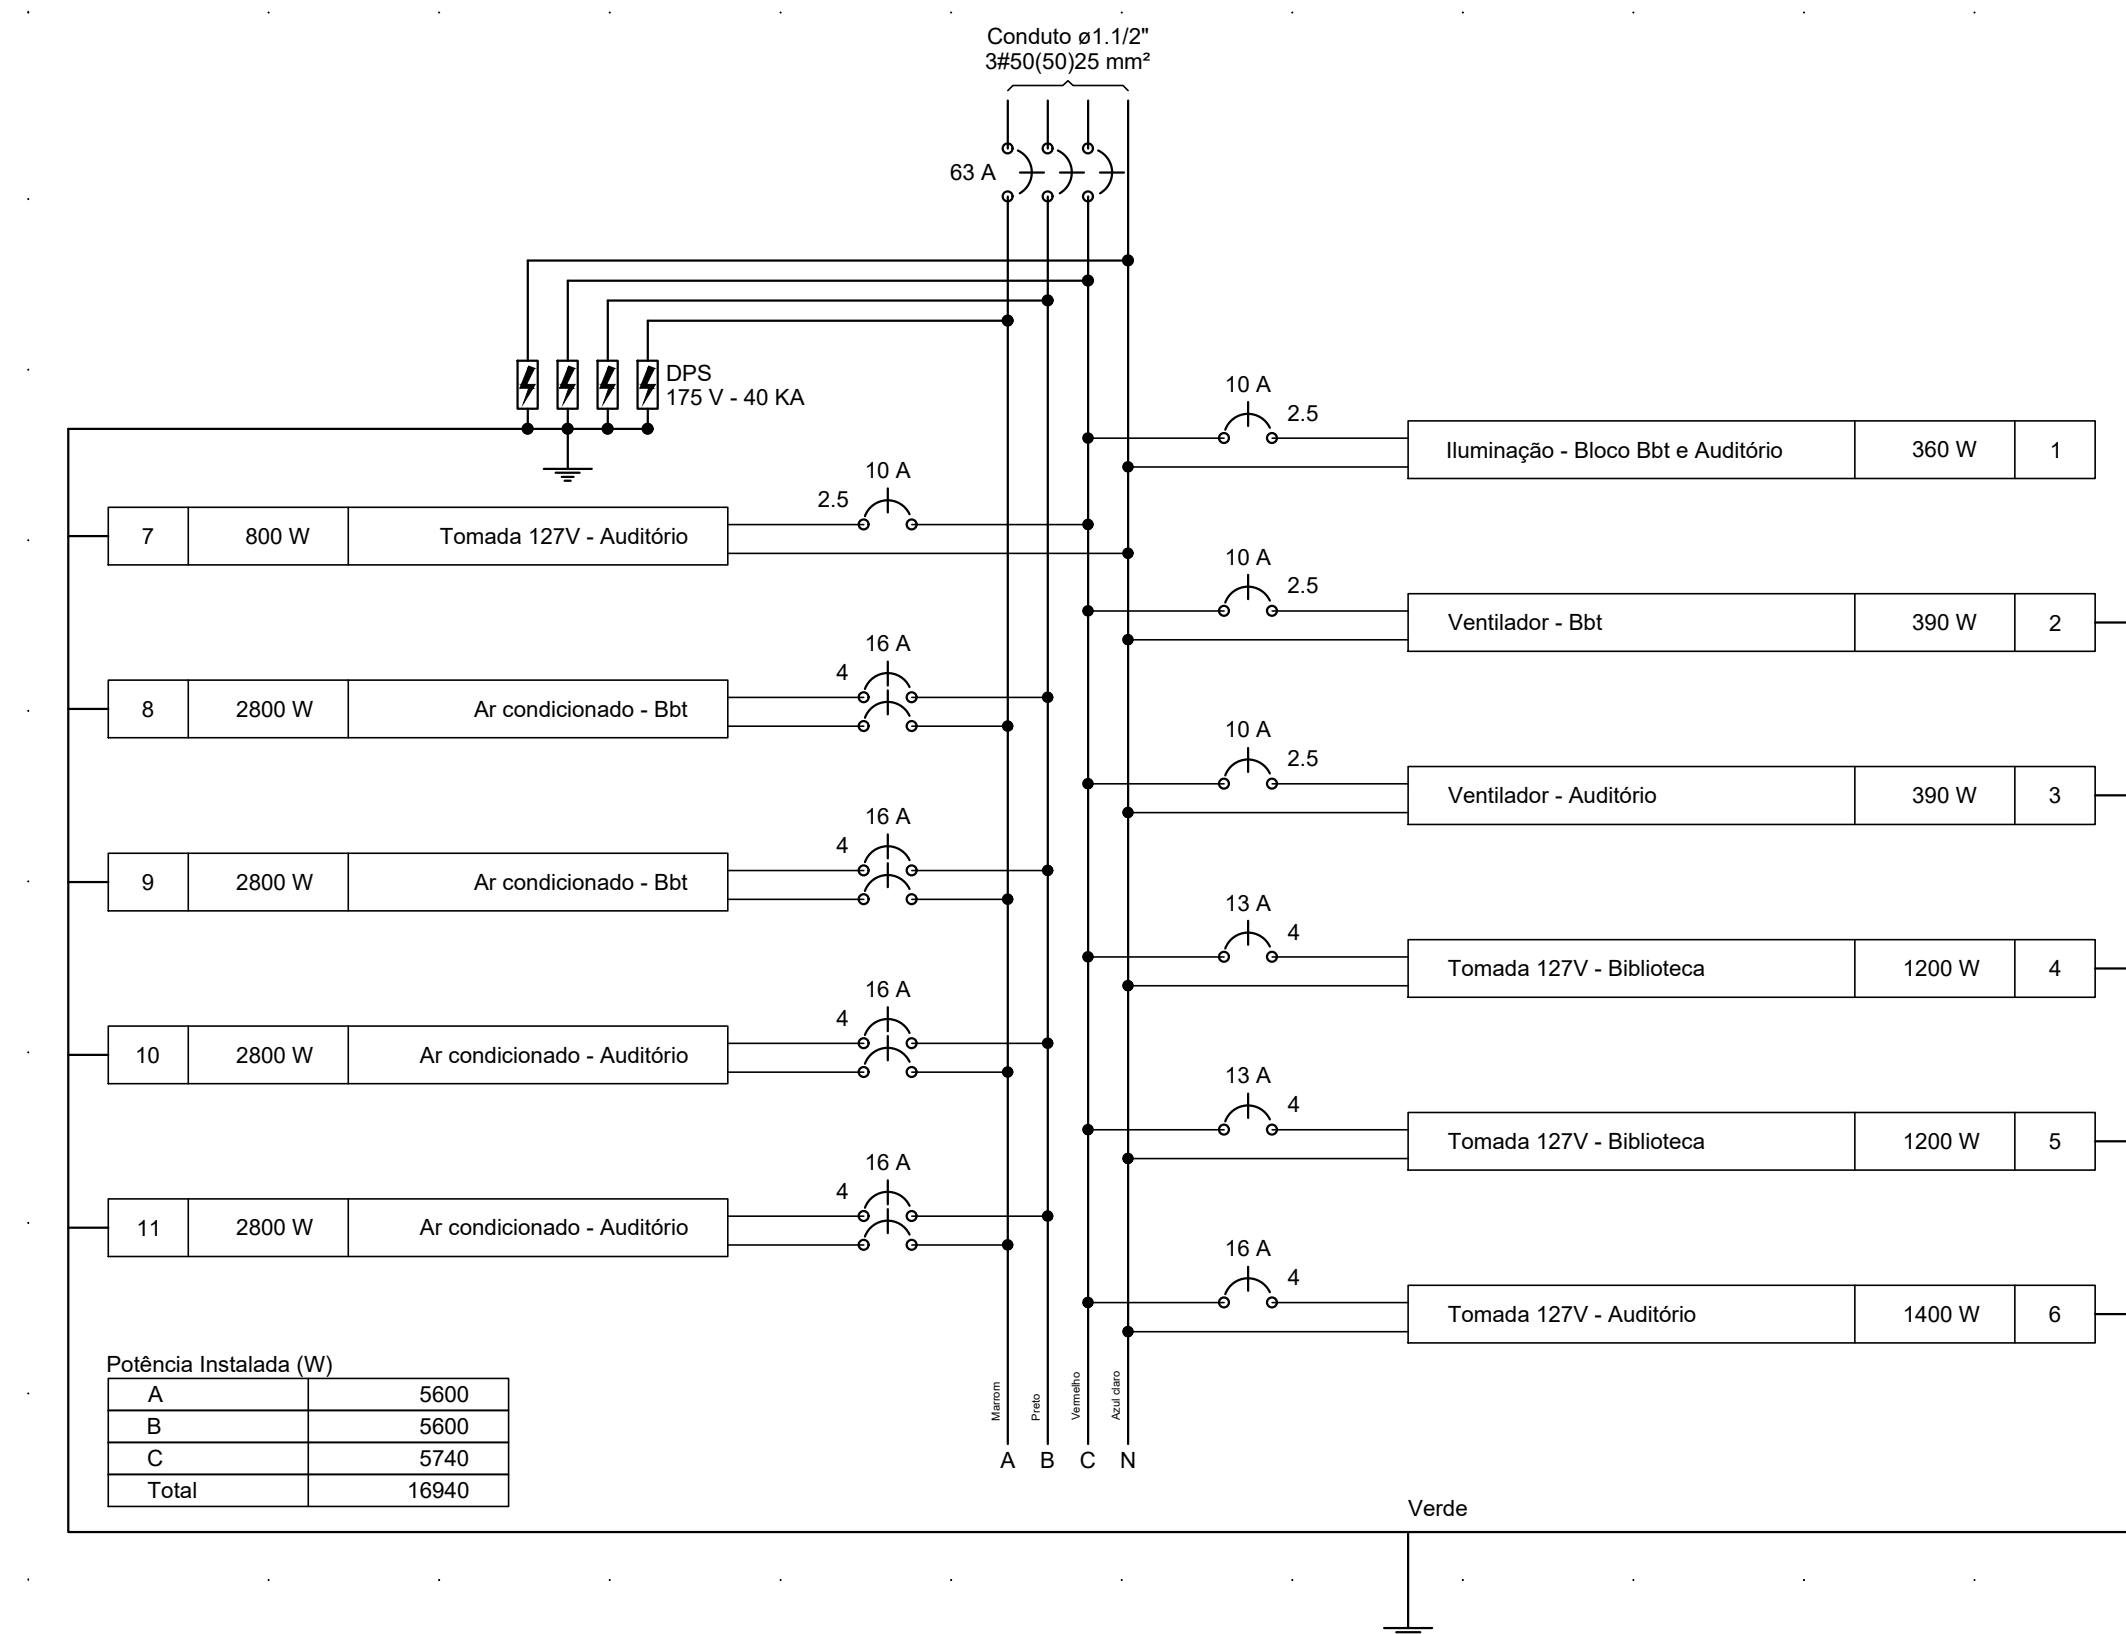 Conduto ø1.1/2"
3#50(50)25 mm²
63 A
DPS
175 V - 40 KA
10 A
2.5
Iluminação - Bloco Bbt e Auditório 360 W 1
10 A
2.5
7 800 W Tomada 127V - Auditório
10 A
2.5
Ventilador - Bbt 390 W 2
16 A
4
8 2800 W Ar condicionado - Bbt
10 A
2.5
Ventilador - Auditório 390 W 3
16 A
4
9 2800 W Ar condicionado - Bbt
13 A
4
Tomada 127V - Biblioteca 1200 W 4
16 A
4
10 2800 W Ar condicionado - Auditório
13 A
4
Tomada 127V - Biblioteca 1200 W 5
16 A
4
11 2800 W Ar condicionado - Auditório
16 A
4
Tomada 127V - Auditório 1400 W 6
Potência Instalada (W)
A 5600
B 5600
C 5740
Total 16940
Marrom
Preto
Vermelho
Azul claro
A B C N
Verde